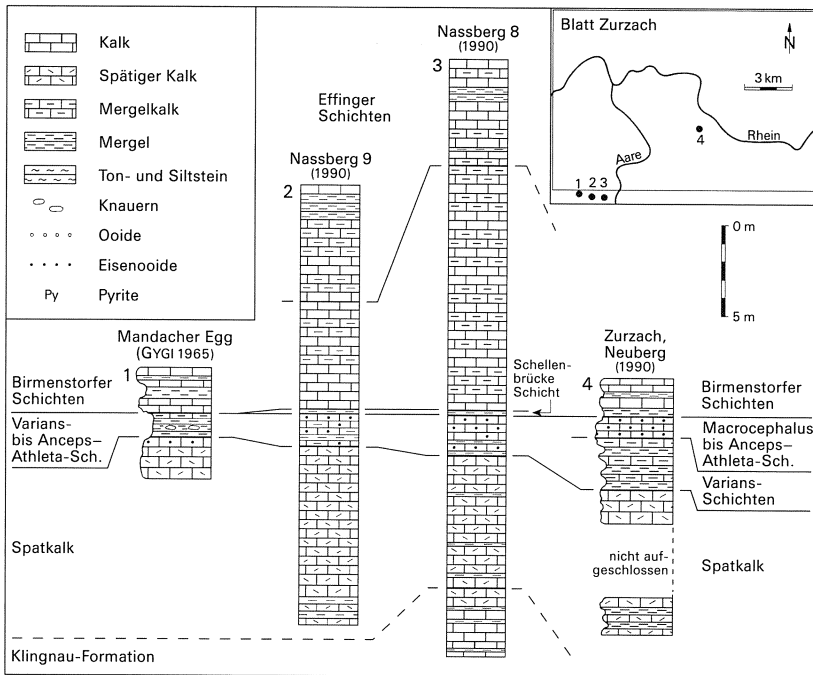 Kalk
Spätiger Kalk
Mergelkalk
Mergel
Ton- und Siltstein
Knauern
Ooide
Eisenooide
Py
Pyrite
Effinger
Schichten
Nassberg 9
(1990)
2
Nassberg 8
(1990)
3
Blatt Zurzach
N
3 km
Aare
Rhein
1
2
3
4
0 m
5 m
Mandacher Egg
(GYGI 1965)
1
Schellen-
brücke
Schicht
Zurzach,
Neuberg
(1990)
4
Birmenstorfer
Schichten
Varians-
bis Anceps–
Athleta-Sch.
Birmenstorfer
Schichten
Macrocephalus
bis Anceps–
Athleta-Sch.
Varians-
Schichten
Spatkalk
nicht auf-
geschlossen
Spatkalk
Klingnau-Formation